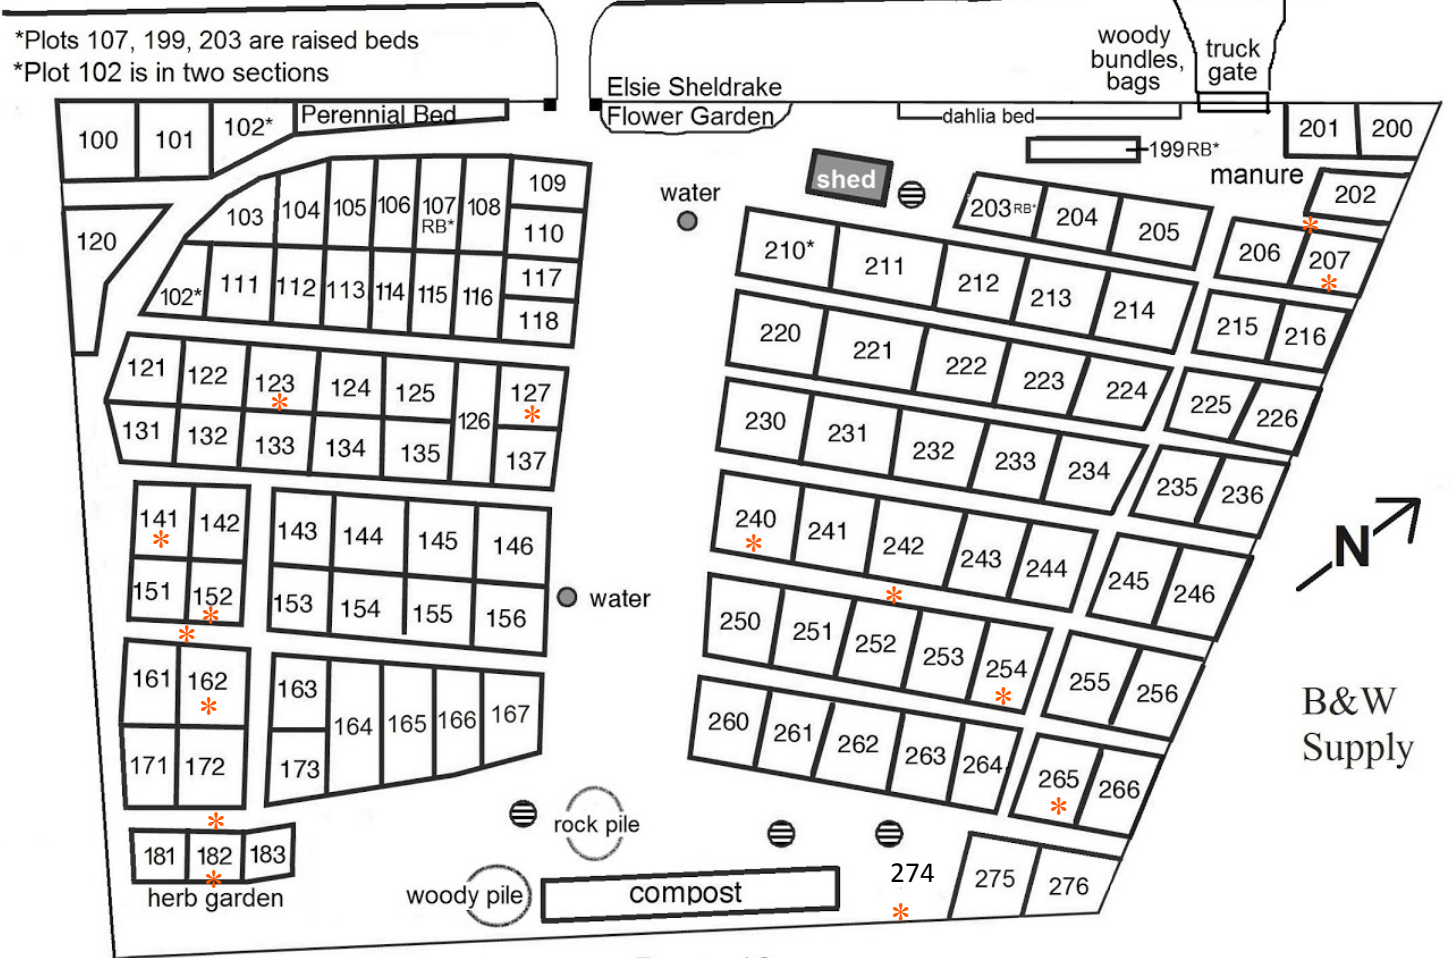 *Plots 107, 199, 203 are raised beds
*Plot 102 is in two sections
woody
bundles,
bags
truck
gate
Elsie Sheldrake
Flower Garden
Perennial Bed
dahlia bed
100 101 102*
201 200
199 RB*
manure
shed
water
202
109
103 104 105 106 107 108
RB*
110
203 RB* 204 205
206 207
120
210* 211 212 213 214
102* 111 112 113 114 115 116
117
118
215 216
121 122 123 124 125 126 127
220 221 222 223 224
225 226
131 132 133 134 135 137
230 231 232 233 234
235 236
141 142 143 144 145 146
240 241 242 243 244
245 246
N
151 152 153 154 155 156
water
250 251 252 253 254
255 256
161 162 163 164 165 166 167
B&W
Supply
260 261 262 263 264
265 266
171 172 173
rock pile
181 182 183
herb garden
woody pile
compost
274
275 276